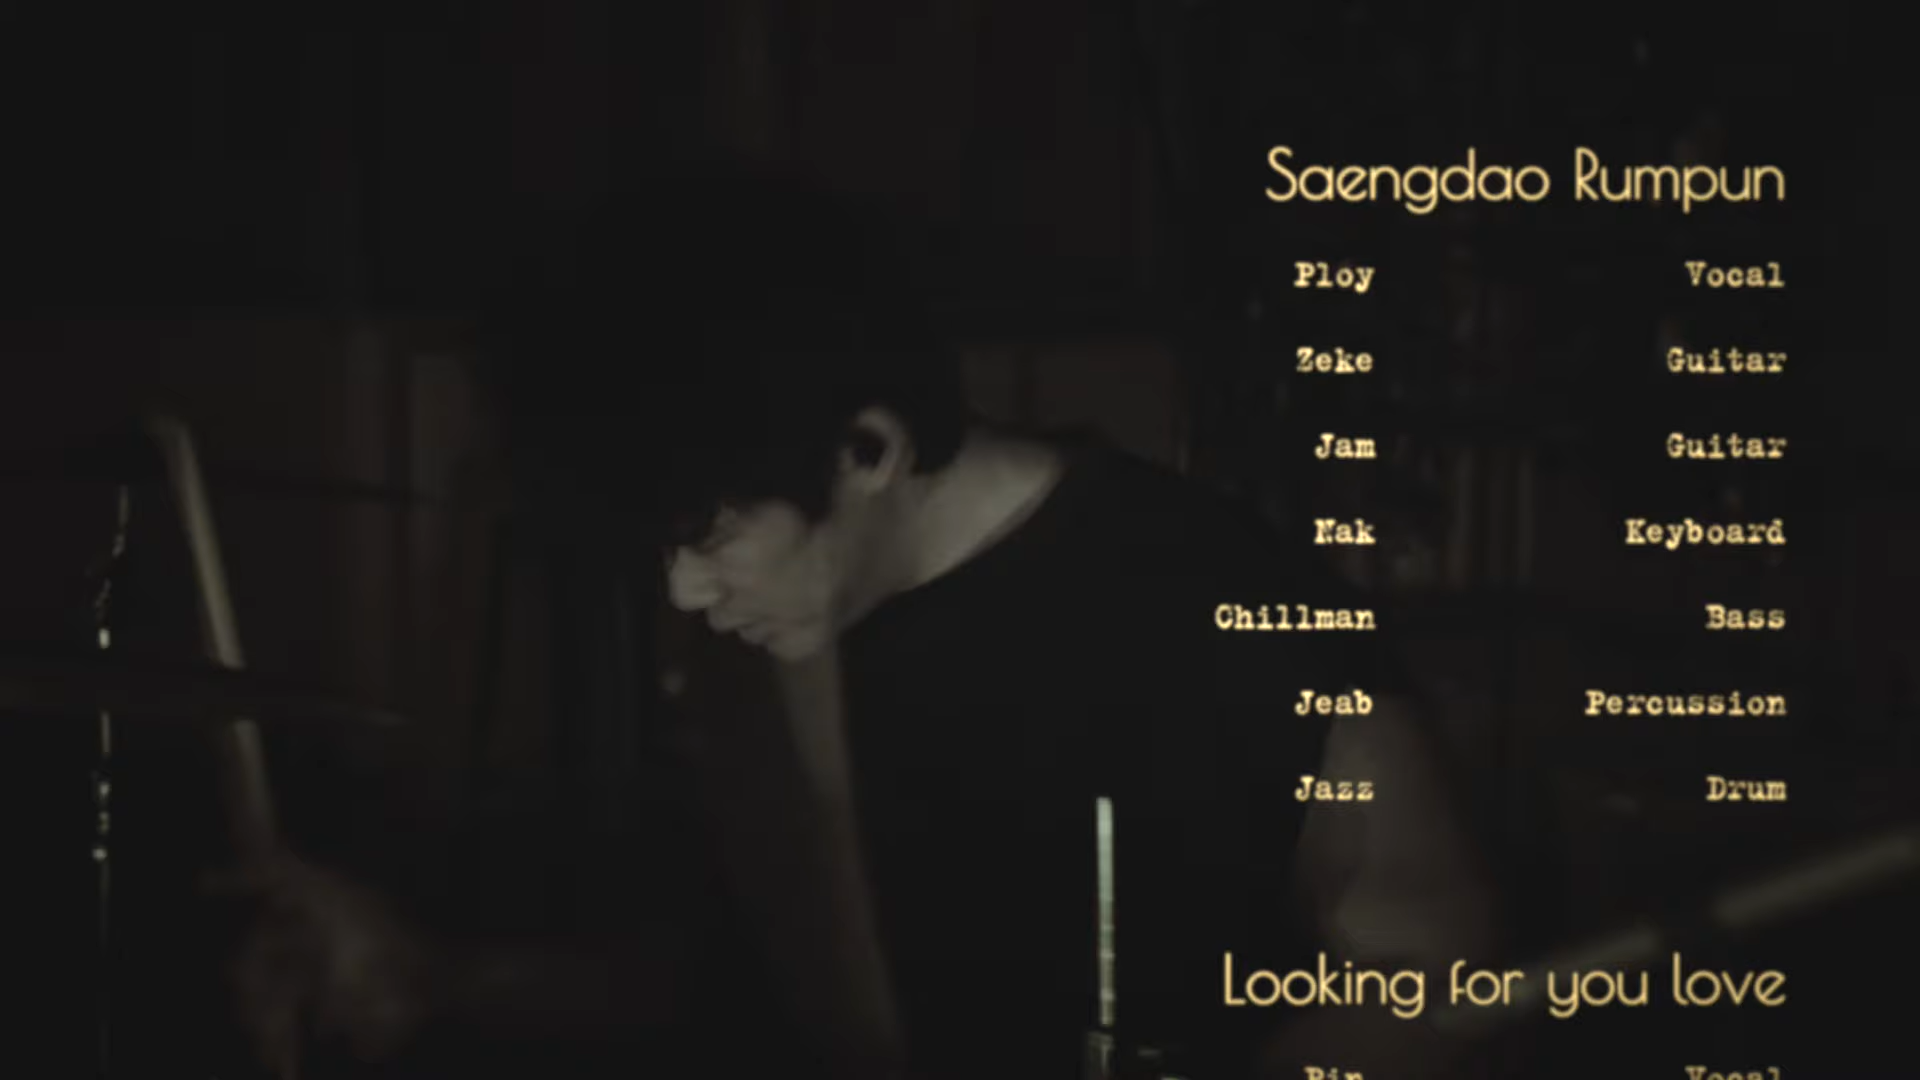 Saengdao Rumpun
Ploy Vocal
Zeke Guitar
Jam Guitar
Nak Keyboard
Chillman Bass
Jeab Percussion
Jazz Drum
Looking for you love
Vocal